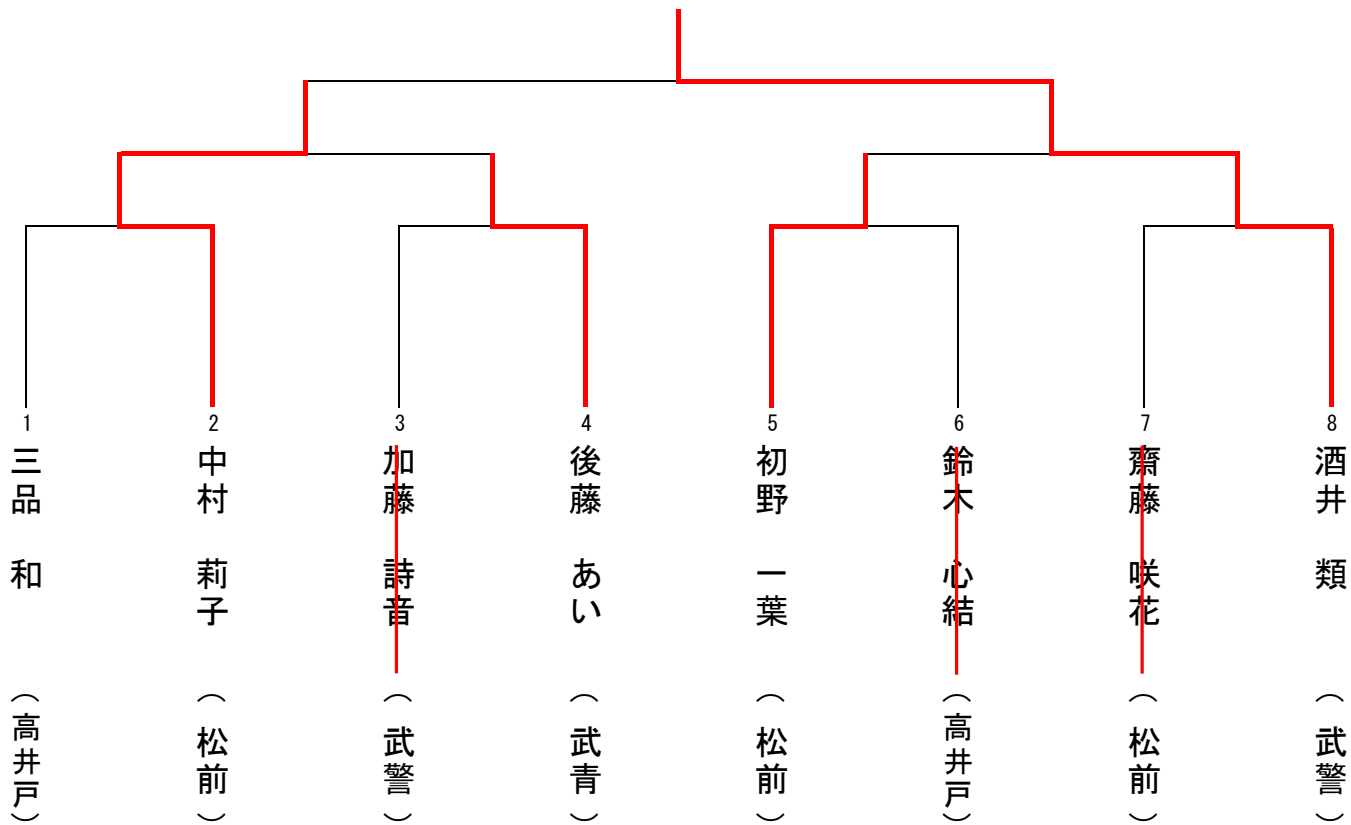 1
三品 和
(高井戸)
2
中村 莉子
(松前)
3
加藤 詩音
(武警)
4
後藤 あい
(武青)
5
初野 一葉
(松前)
6
鈴木 心結
(高井戸)
7
齋藤 咲花
(松前)
8
酒井 類
(武警)